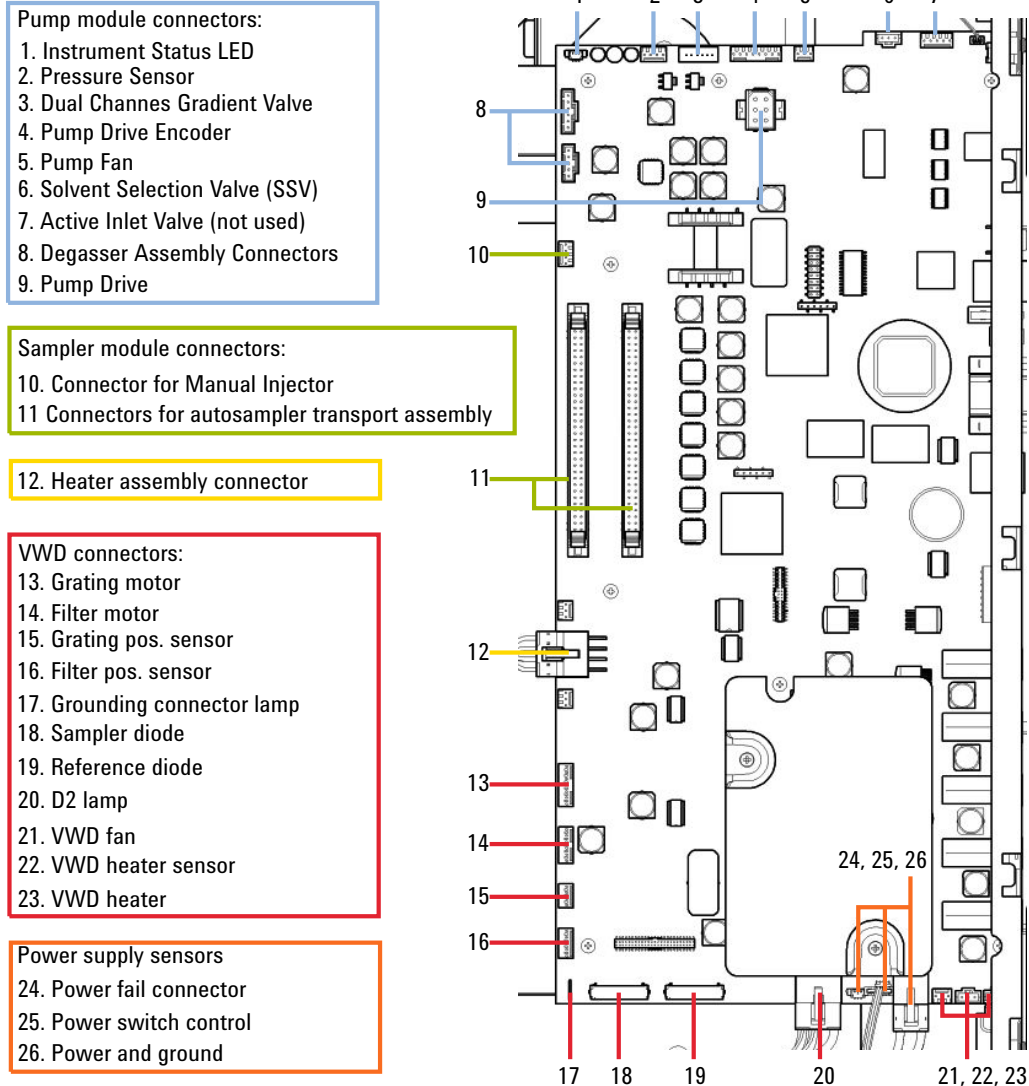 Pump module connectors:
1. Instrument Status LED
2. Pressure Sensor
3. Dual Channes Gradient Valve
4. Pump Drive Encoder
5. Pump Fan
6. Solvent Selection Valve (SSV)
7. Active Inlet Valve (not used)
8. Degasser Assembly Connectors
9. Pump Drive
Sampler module connectors:
10. Connector for Manual Injector
11 Connectors for autosampler transport assembly
12. Heater assembly connector
VWD connectors:
13. Grating motor
14. Filter motor
15. Grating pos. sensor
16. Filter pos. sensor
17. Grounding connector lamp
18. Sampler diode
19. Reference diode
20. D2 lamp
21. VWD fan
22. VWD heater sensor
23. VWD heater
Power supply sensors
24. Power fail connector
25. Power switch control
26. Power and ground
8
9
10
11
12
13
14
15
16
24, 25, 26
17 18 19 20 21, 22, 23